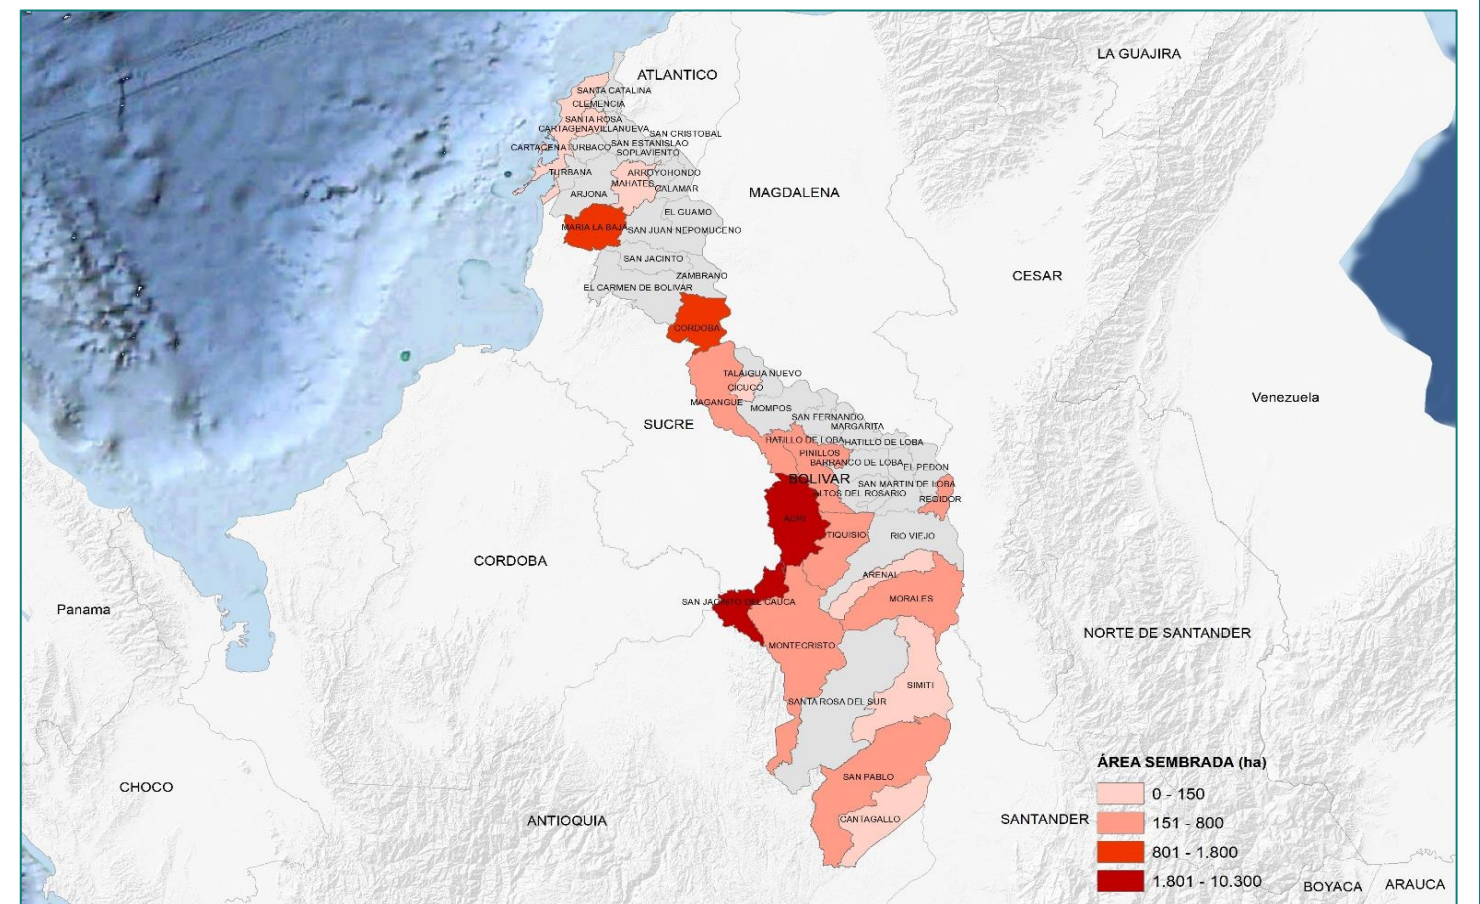 LA GUAJIRA
ATLANTICO
SANTA CATALINA
CLEMENCIA
SANTA ROSA
CARTAGENA
VILLANUEVA
SAN CRISTOBAL
SAN ESTANISLAO
CARTAGENA
TURBACO
SOPLAVIENTO
TURBANA
ARROYOHONDO
MAHATES
CALAMAR
ARJONA
MAGDALENA
EL GUAMO
MARIA LA BAJA
SAN JUAN NEPOMUCENO
SAN JACINTO
ZAMBRANO
CESAR
EL CARMEN DE BOLIVAR
CORDOBA
TALAIGUA NUEVO
CICUCO
MAGANGUE
MOMPOS
Venezuela
SAN FERNANDO
SUCRE
MARGARITA
HATILLO DE LOBA
HATILLO DE LOBA
PINILLOS
BARRANCO DE LOBA
EL PEÐON
BOLIVAR
SAN MARTIN DE LOBA
ALTOS DEL ROSARIO
REGIDOR
ACHI
TIQUISIO
RIO VIEJO
CORDOBA
ARENAL
MORALES
SAN JACINTO DEL CAUCA
Panama
NORTE DE SANTANDER
MONTECRISTO
SIMITI
SANTA ROSA DEL SUR
SAN PABLO
CHOCO
ANTIOQUIA
CANTAGALLO
SANTANDER
ÁREA SEMBRADA (ha)
0 - 150
151 - 800
801 - 1.800
1.801 - 10.300
BOYACA
ARAUCA